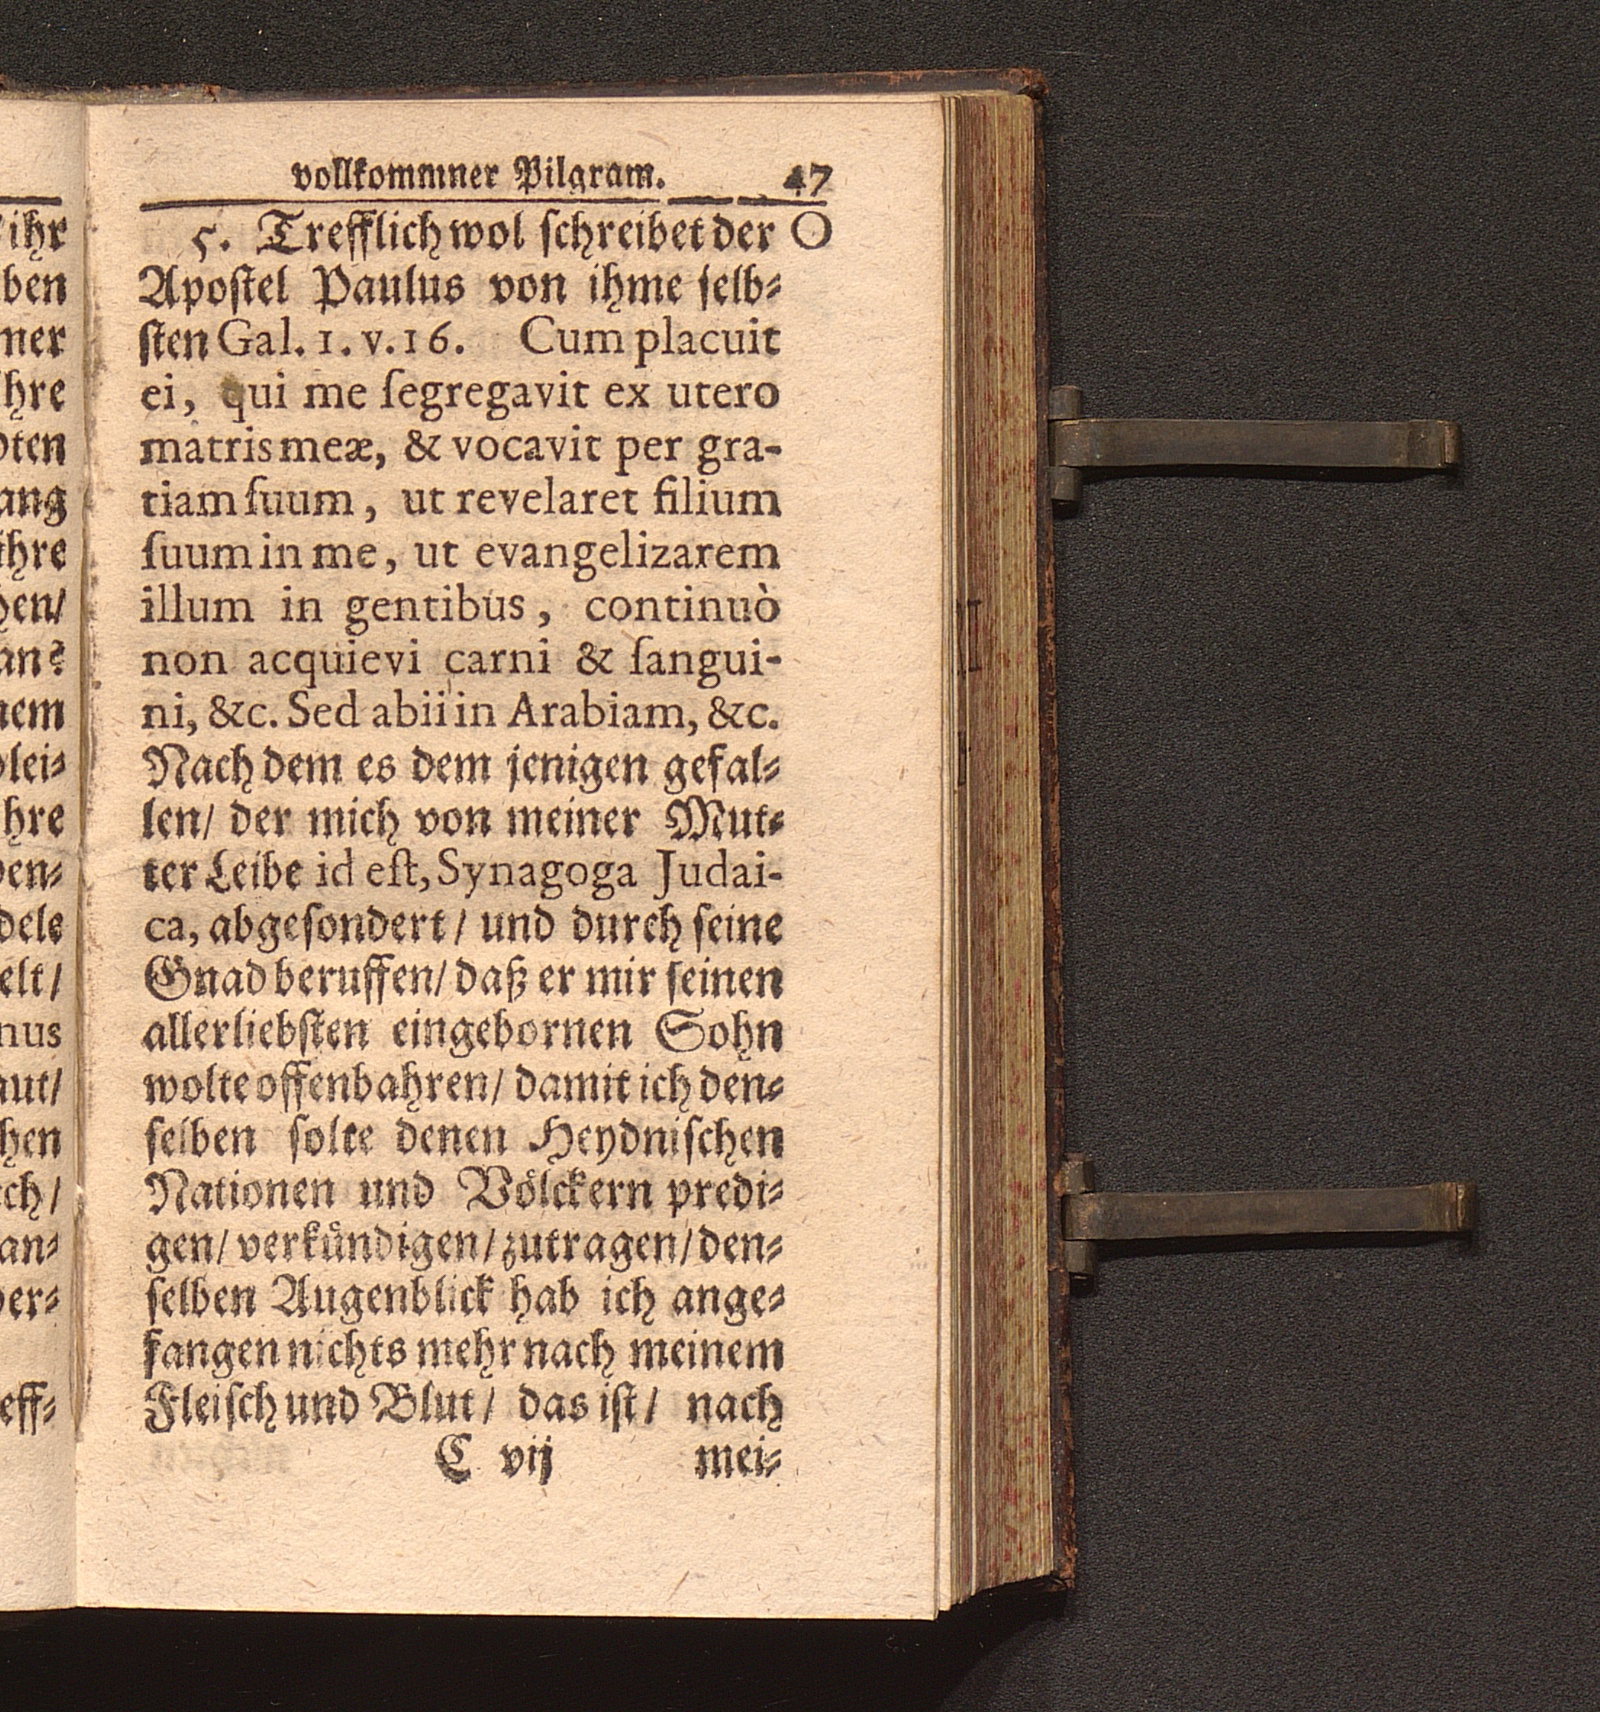 vollkommner Pilgram. 47
5. Trefflich wol ſchreibet der O
Apoſtel Paulus von ihme ſelb⸗
ſten Gal. 1. v. 16. Cum placuit
ei, qui me ſegregavit ex utero
matris meæ, & vocavit per gra-
tiam ſuum, ut revelaret filium
ſuum in me, ut evangelizarem
illum in gentibus, continuò
non acquievi carni & ſangui-
ni, &c. Sed abii in Arabiam, &c.
Nach dem es dem jenigen gefal⸗
len/ der mich von meiner Mut⸗
ter Leibe id eſt, Synagoga Judai-
ca, abgeſondert/ und durch ſeine
Gnad beruffen/ daß er mir ſeinen
allerliebſten eingebornen Sohn
wolte offenbahren/ damit ich den⸗
ſelben ſolte denen Heydniſchen
Nationen und Völckern predi⸗
gen/ verkündigen/ zutragen/ den⸗
ſelben Augenblick hab ich ange⸗
fangen nichts mehr nach meinem
Fleiſch und Blut/ das iſt/ nach
C vij mei⸗